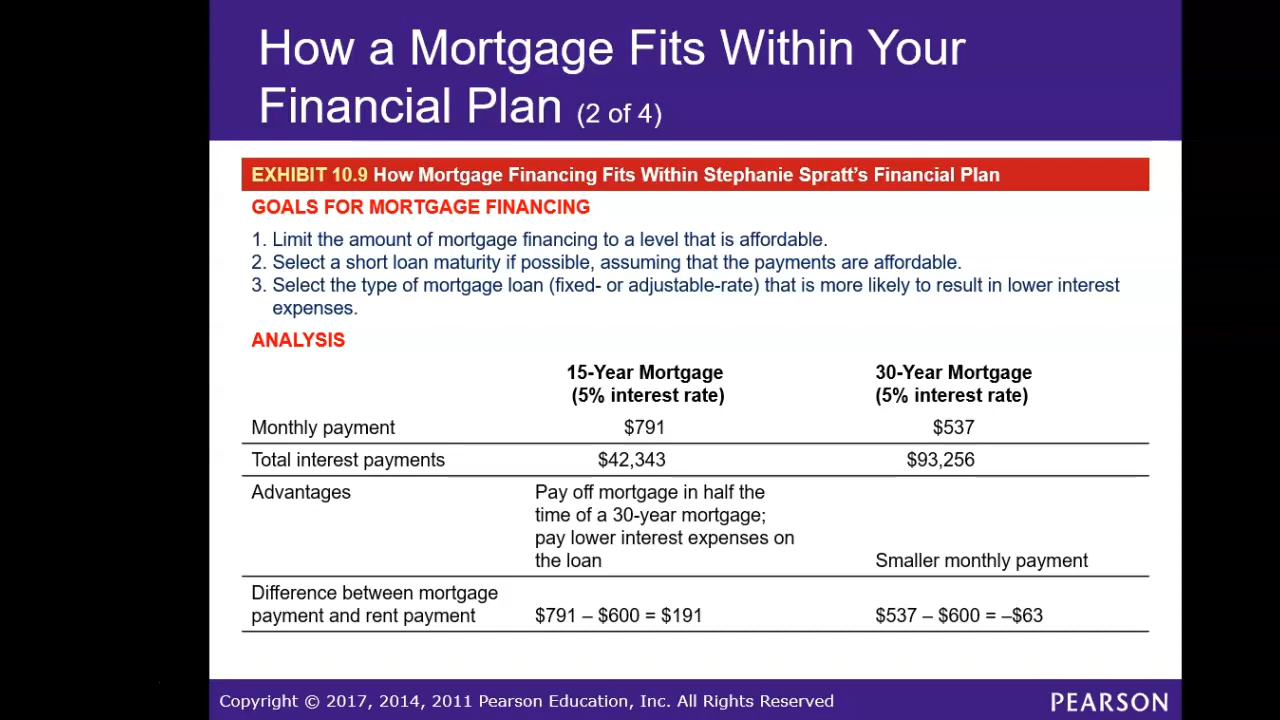 How a Mortgage Fits Within Your
Financial Plan (2 of 4)
EXHIBIT 10.9 How Mortgage Financing Fits Within Stephanie Spratt’s Financial Plan
GOALS FOR MORTGAGE FINANCING
1. Limit the amount of mortgage financing to a level that is affordable.
2. Select a short loan maturity if possible, assuming that the payments are affordable.
3. Select the type of mortgage loan (fixed- or adjustable-rate) that is more likely to result in lower interest
expenses.
ANALYSIS
15-Year Mortgage 30-Year Mortgage
(5% interest rate) (5% interest rate)
Monthly payment $791 $537
Total interest payments $42,343 $93,256
Advantages Pay off mortgage in half the
time of a 30-year mortgage;
pay lower interest expenses on
the loan Smaller monthly payment
Difference between mortgage
payment and rent payment $791 – $600 = $191 $537 – $600 = –$63
Copyright © 2017, 2014, 2011 Pearson Education, Inc. All Rights Reserved PEARSON